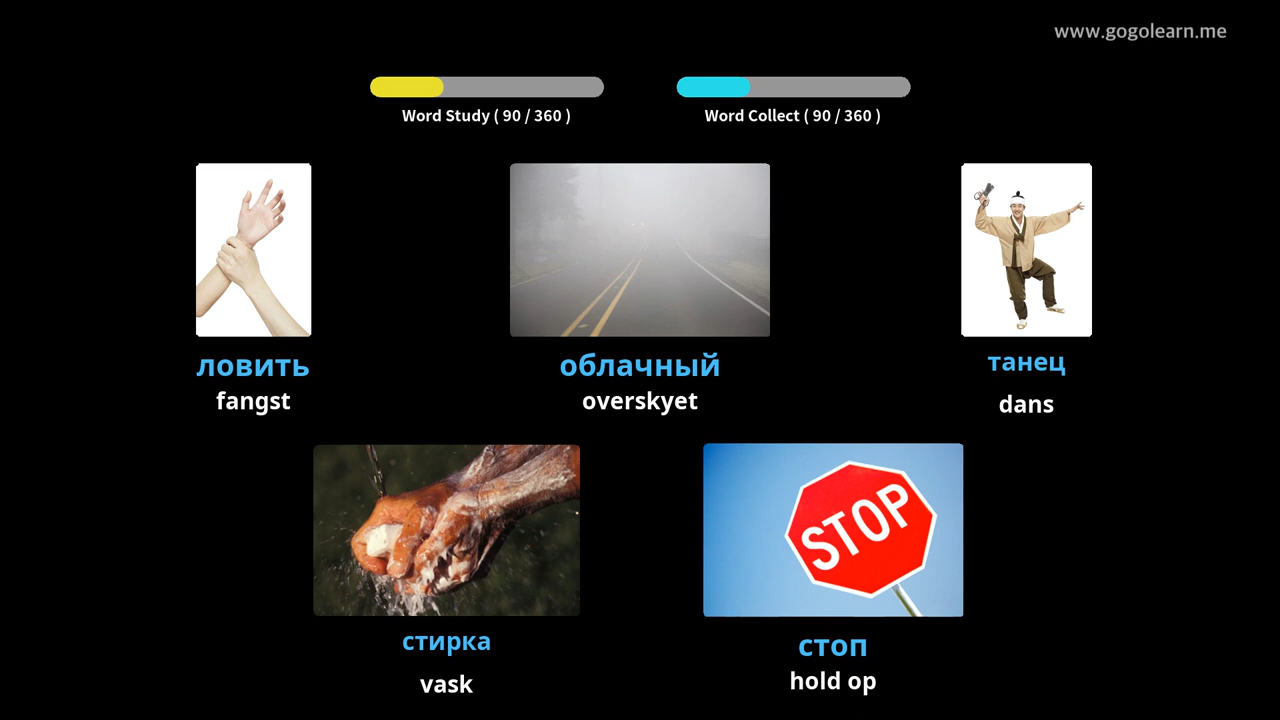 www.gogolearn.me
Word Study ( 90 / 360 )
Word Collect ( 90 / 360 )
ловить
fangst
облачный
overskyet
танец
dans
STOP
стирка
vask
стоп
hold op